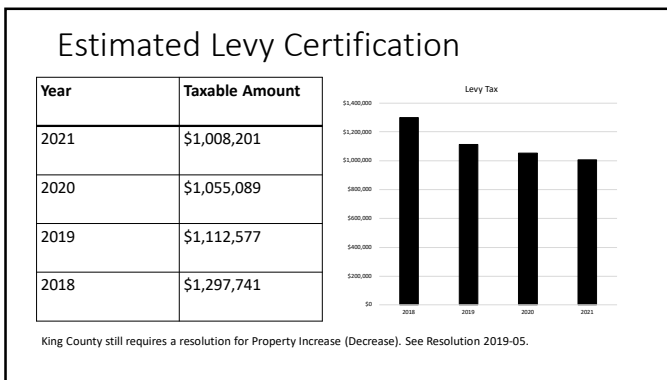 Estimated Levy Certification
Year Taxable Amount
2021 $1,008,201
2020 $1,055,089
2019 $1,112,577
2018 $1,297,741
Levy Tax
$1,400,000
$1,200,000
$1,000,000
$800,000
$600,000
$400,000
$200,000
$0
2018 2019 2020 2021
King County still requires a resolution for Property Increase (Decrease). See Resolution 2019-05.